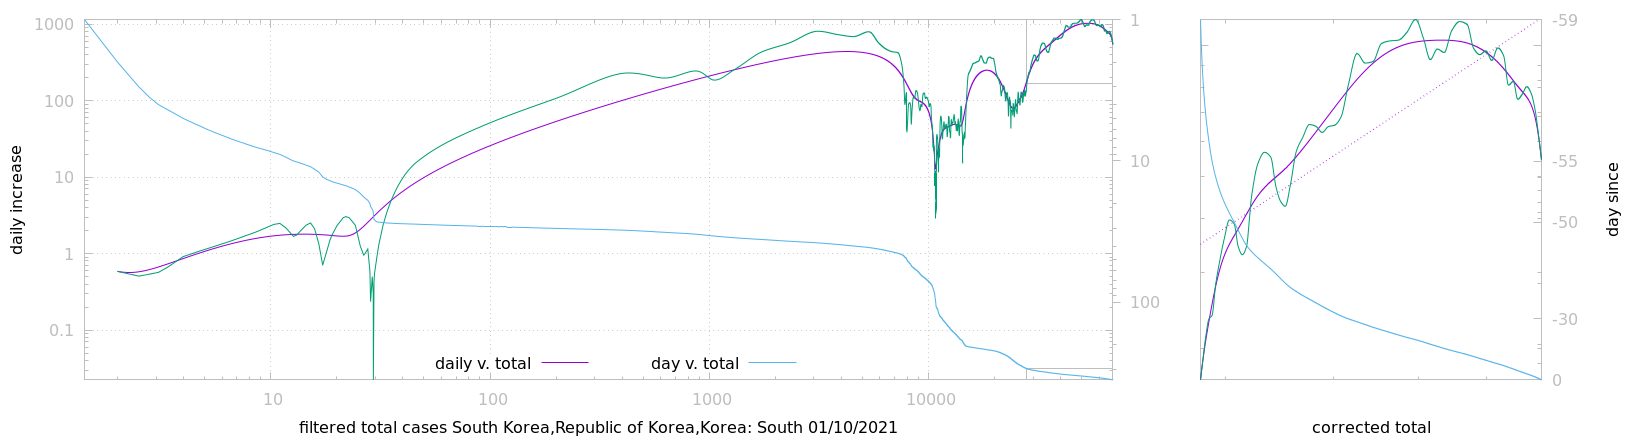 1000
100
10
1
0.1
daily increase
10
100
1000
10000
1
10
100
daily v. total
day v. total
filtered total cases South Korea,Republic of Korea,Korea: South 01/10/2021
-59
-55
-50
-30
0
day since
corrected total